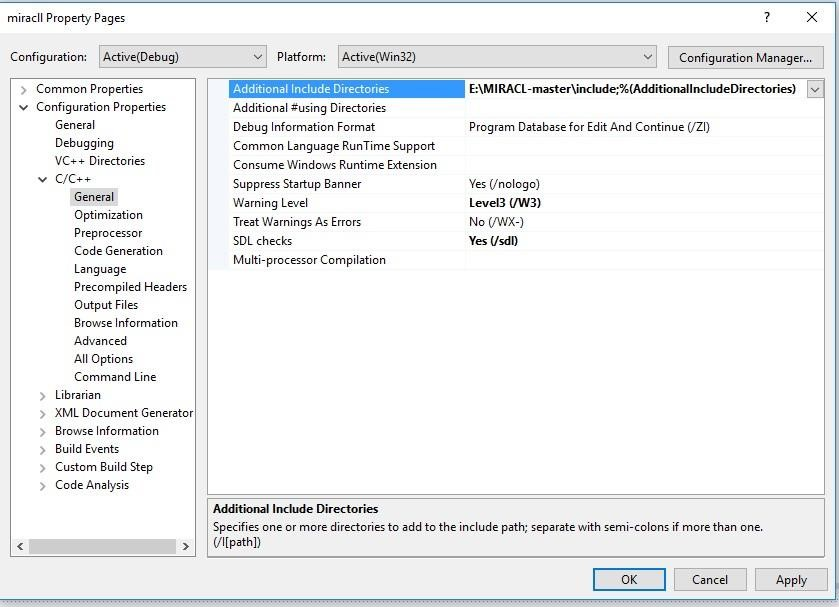 miracll Property Pages
Configuration: Active(Debug) Platform: Active(Win32) Configuration Manager...
Common Properties
Configuration Properties
General
Debugging
VC++ Directories
C/C++
General
Optimization
Preprocessor
Code Generation
Language
Precompiled Headers
Output Files
Browse Information
Advanced
All Options
Command Line
Librarian
XML Document Generator
Browse Information
Build Events
Custom Build Step
Code Analysis
Additional Include Directories E:\MIRACL-master\include;%(AdditionalIncludeDirectories)
Additional #using Directories
Debug Information Format Program Database for Edit And Continue (/ZI)
Common Language RunTime Support
Consume Windows Runtime Extension
Suppress Startup Banner Yes (/nologo)
Warning Level Level3 (/W3)
Treat Warnings As Errors No (/WX-)
SDL checks Yes (/sdl)
Multi-processor Compilation
Additional Include Directories
Specifies one or more directories to add to the include path; separate with semi-colons if more than one.
(/I[path])
OK Cancel Apply